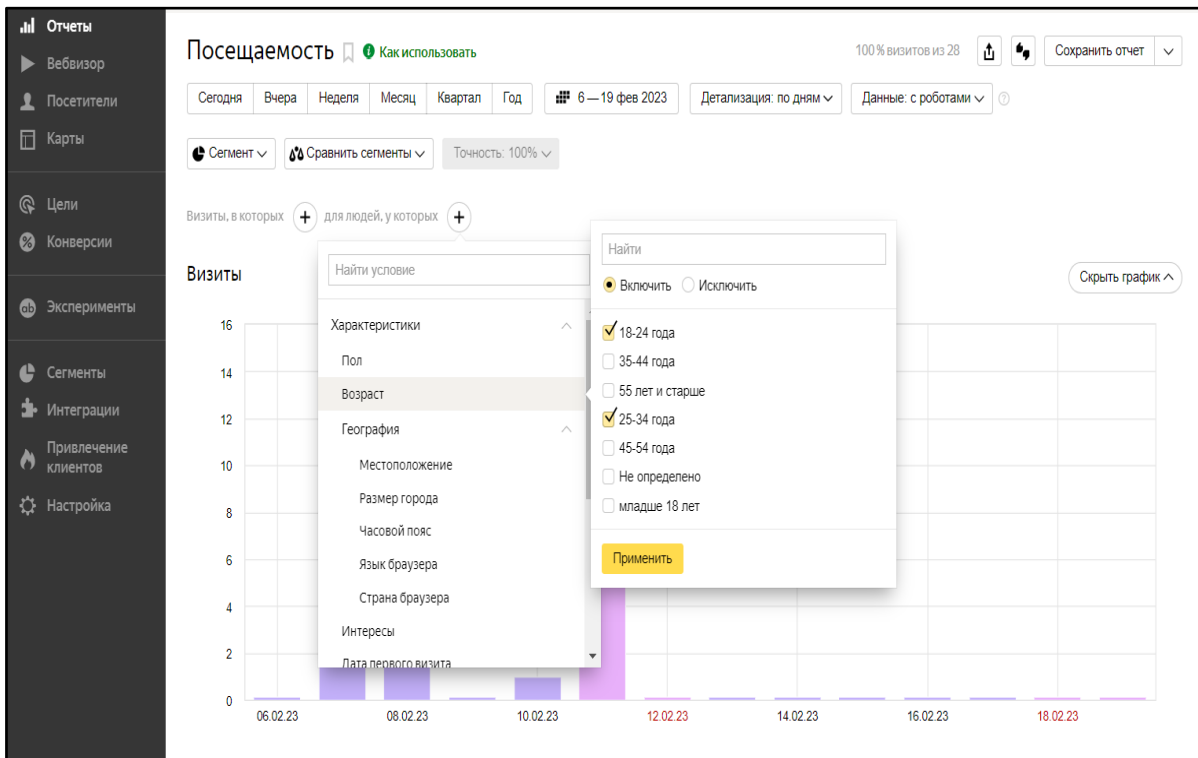 Отчеты
Вебвизор
Посетители
Карты
Цели
Конверсии
Эксперименты
Сегменты
Интеграции
Привлечение
клиентов
Настройка
Посещаемость Как использовать
100 % визитов из 28
Сохранить отчет
Сегодня Вчера Неделя Месяц Квартал Год 6 — 19 фев 2023 Детализация: по дням Данные: с роботами
Сегмент Сравнить сегменты Точность: 100%
Визиты, в которых + для людей, у которых +
Визиты
Скрыть график
Найти условие
Характеристики
Пол
Возраст
География
Местоположение
Размер города
Часовой пояс
Язык браузера
Страна браузера
Интересы
Дата первого визита
Найти
Включить Исключить
18-24 года
35-44 года
55 лет и старше
25-34 года
45-54 года
Не определено
младше 18 лет
Применить
16
14
12
10
8
6
4
2
0
06.02.23 08.02.23 10.02.23 12.02.23 14.02.23 16.02.23 18.02.23